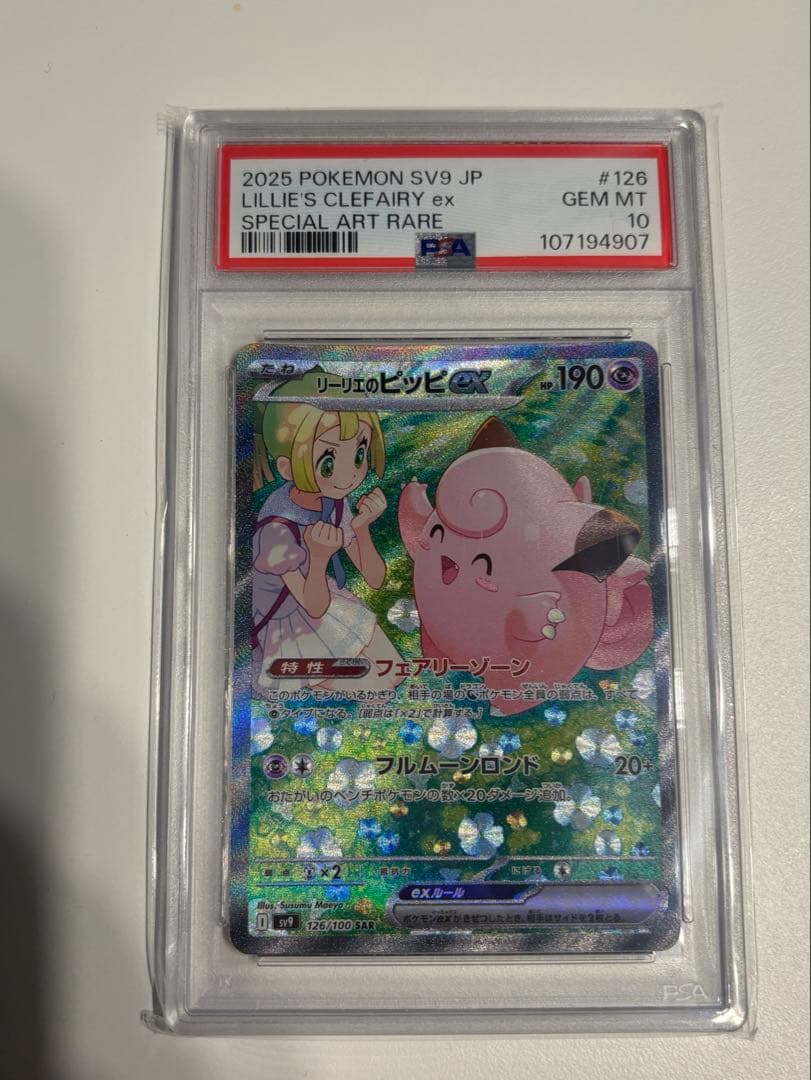 2025 POKEMON SV9 JP #126
LILLIE'S CLEFAIRY ex GEM MT
SPECIAL ART RARE 10
PSA 107194907
たね リーリエのピッピex HP190
特性 フェアリーゾーン
このポケモンがいるかぎり、相手の場のポケモン全員の弱点は、すべて
タイプになる。[弱点は「×2」で計算する。]
フルムーンロンド 20+
おたがいのベンチポケモンの数×20ダメージ追加。
弱点 ×2 抵抗力 にげる
exルール
ポケモンexがきぜつしたとき、相手はサイドを2枚とる。
Illus. Susumu Maeya
I sv9 126/100 SAR
PSA